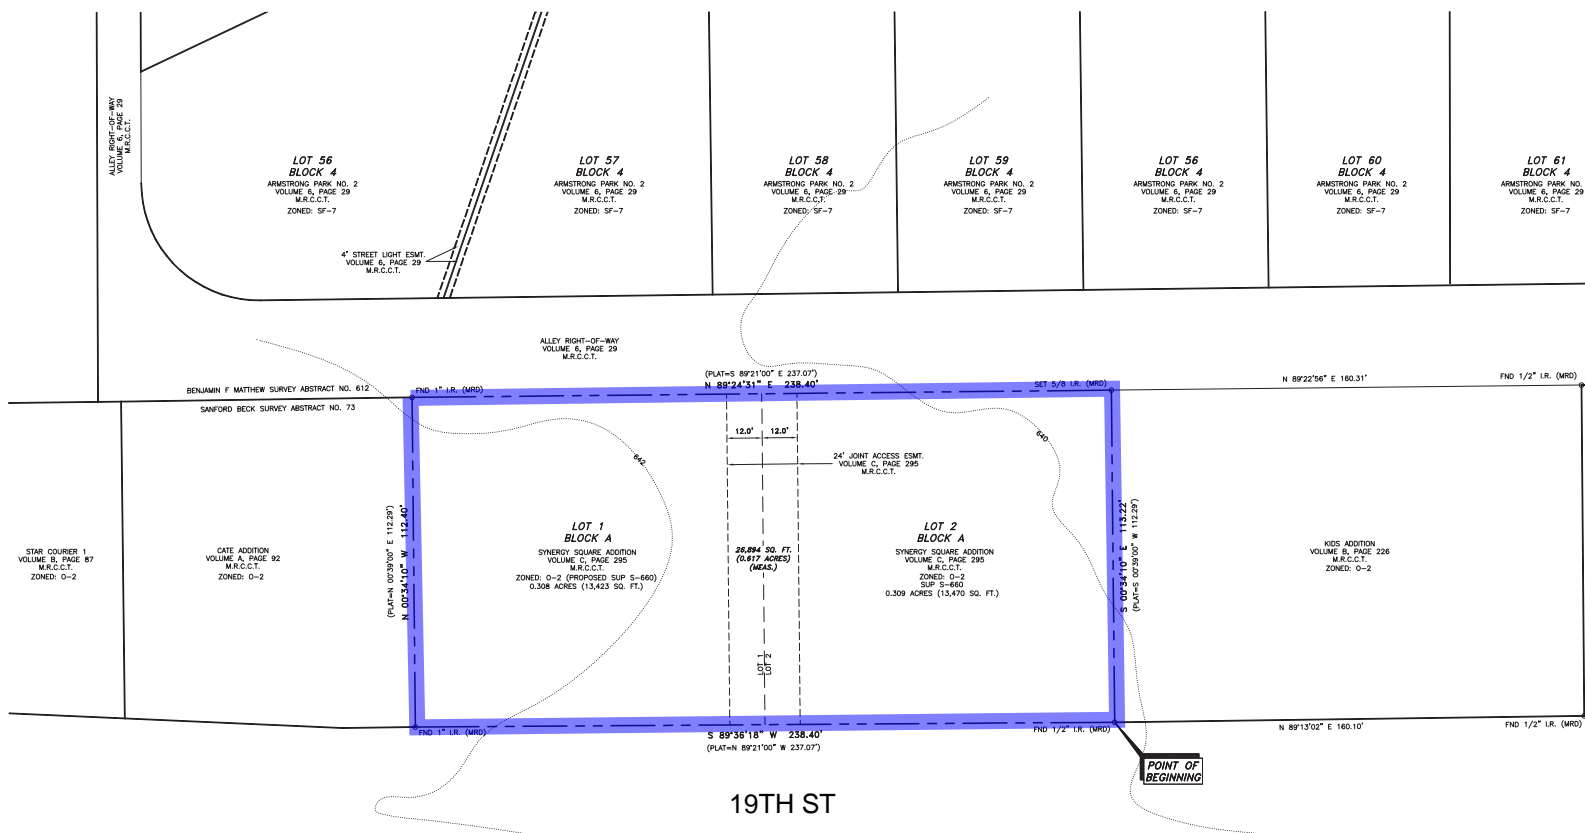 ALLEY RIGHT-OF-WAY
VOLUME 6, PAGE 29
M.R.C.C.T.
LOT 56
BLOCK 4
ARMSTRONG PARK NO. 2
VOLUME 6, PAGE 29
M.R.C.C.T.
ZONED: SF-7
LOT 57
BLOCK 4
ARMSTRONG PARK NO. 2
VOLUME 6, PAGE 29
M.R.C.C.T.
ZONED: SF-7
LOT 58
BLOCK 4
ARMSTRONG PARK NO. 2
VOLUME 6, PAGE 29
M.R.C.C.T.
ZONED: SF-7
LOT 59
BLOCK 4
ARMSTRONG PARK NO. 2
VOLUME 6, PAGE 29
M.R.C.C.T.
ZONED: SF-7
LOT 56
BLOCK 4
ARMSTRONG PARK NO. 2
VOLUME 6, PAGE 29
M.R.C.C.T.
ZONED: SF-7
LOT 60
BLOCK 4
ARMSTRONG PARK NO. 2
VOLUME 6, PAGE 29
M.R.C.C.T.
ZONED: SF-7
LOT 61
BLOCK 4
ARMSTRONG PARK NO.
VOLUME 6, PAGE 29
M.R.C.C.T.
ZONED: SF-7
4' STREET LIGHT ESMT.
VOLUME 6, PAGE 29
M.R.C.C.T.
ALLEY RIGHT-OF-WAY
VOLUME 6, PAGE 29
M.R.C.C.T.
BENJAMIN F MATTHEW SURVEY ABSTRACT NO. 612
SANFORD BECK SURVEY ABSTRACT NO. 73
FND 1" I.R. (MRD)
(PLAT=S 89°21'00" E 237.07')
N 89°24'31" E 238.40'
SET 5/8 I.R. (MRD)
N 89°22'56" E 160.31'
FND 1/2" I.R. (MRD)
12.0'
12.0'
24' JOINT ACCESS ESMT.
VOLUME C, PAGE 295
M.R.C.C.T.
642
640
(PLAT=N 00°39'00" E 112.29')
N 00°34'10" W 112.40'
STAR COURIER 1
VOLUME B, PAGE 87
M.R.C.C.T.
ZONED: O-2
CATE ADDITION
VOLUME A, PAGE 92
M.R.C.C.T.
ZONED: O-2
LOT 1
BLOCK A
SYNERGY SQUARE ADDITION
VOLUME C, PAGE 295
M.R.C.C.T.
ZONED: O-2 (PROPOSED SUP S-660)
0.308 ACRES (13,423 SQ. FT.)
26,894 SQ. FT.
(0.617 ACRES)
(MEAS.)
LOT 1
LOT 2
LOT 2
BLOCK A
SYNERGY SQUARE ADDITION
VOLUME C, PAGE 295
M.R.C.C.T.
ZONED: O-2
SUP S-660
0.309 ACRES (13,470 SQ. FT.)
S 00°34'10" E 113.22'
(PLAT=S 00°39'00" W 112.29')
KIDS ADDITION
VOLUME B, PAGE 226
M.R.C.C.T.
ZONED: O-2
FND 1" I.R. (MRD)
S 89°36'18" W 238.40'
(PLAT=N 89°21'00" W 237.07')
FND 1/2" I.R. (MRD)
N 89°13'02" E 160.10'
FND 1/2" I.R. (MRD)
POINT OF
BEGINNING
19TH ST